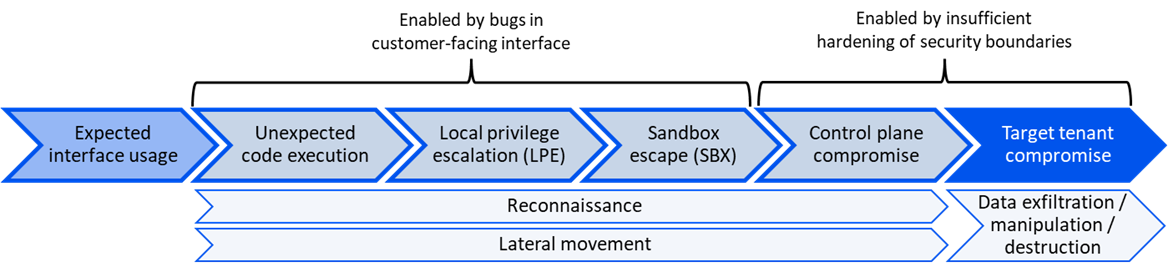 Enabled by bugs in
customer-facing interface
Enabled by insufficient
hardening of security boundaries
Expected
interface usage
Unexpected
code execution
Local privilege
escalation (LPE)
Sandbox
escape (SBX)
Control plane
compromise
Target tenant
compromise
Reconnaissance
Lateral movement
Data exfiltration /
manipulation /
destruction